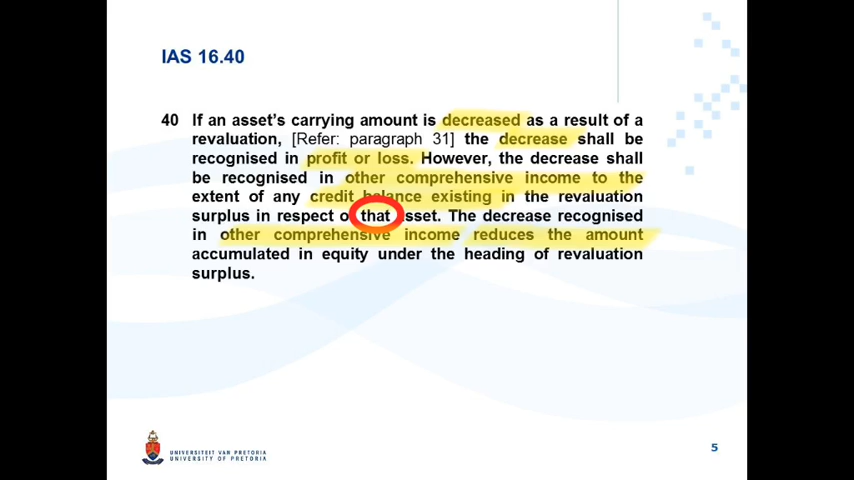 IAS 16.40
40 If an asset's carrying amount is decreased as a result of a
revaluation, [Refer: paragraph 31] the decrease shall be
recognised in profit or loss. However, the decrease shall
be recognised in other comprehensive income to the
extent of any credit balance existing in the revaluation
surplus in respect of that asset. The decrease recognised
in other comprehensive income reduces the amount
accumulated in equity under the heading of revaluation
surplus.
UNIVERSITEIT VAN PRETORIA
UNIVERSITY OF PRETORIA
5